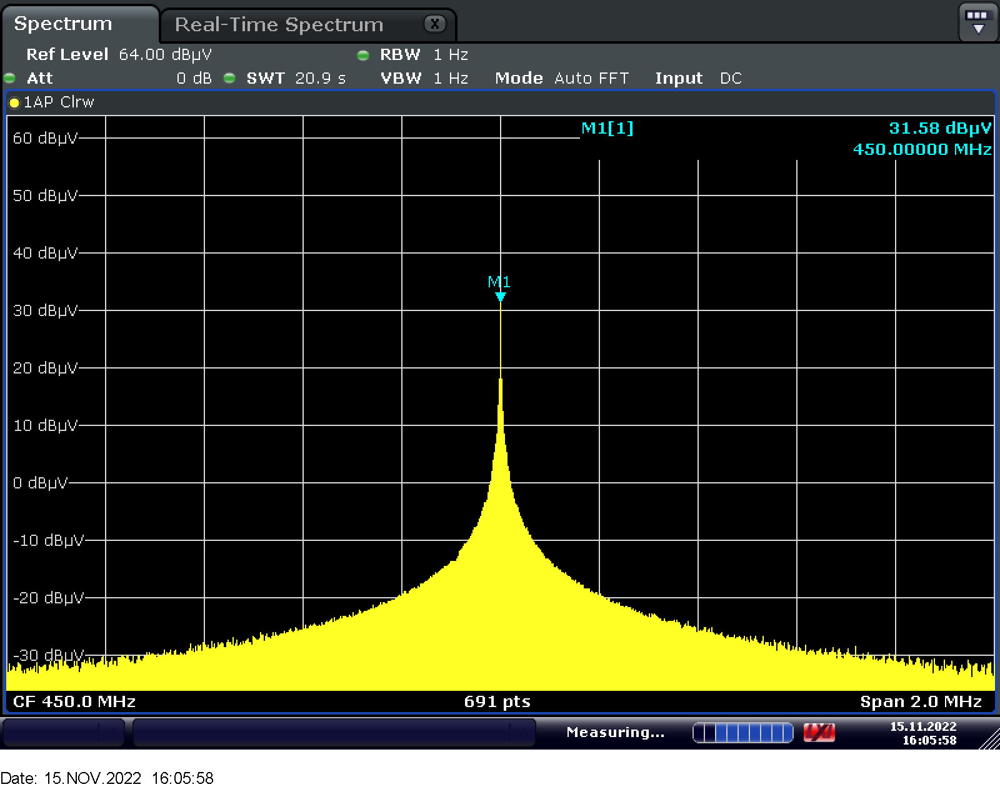 Spectrum
Real-Time Spectrum X
Ref Level 64.00 dBµV RBW 1 Hz
Att 0 dB SWT 20.9 s VBW 1 Hz Mode Auto FFT Input DC
1AP Clrw
M1[1] 31.58 dBµV
450.00000 MHz
60 dBµV
50 dBµV
40 dBµV
M1
30 dBµV
20 dBµV
10 dBµV
0 dBµV
-10 dBµV
-20 dBµV
-30 dBµV
CF 450.0 MHz 691 pts Span 2.0 MHz
Measuring... LXI 15.11.2022
16:05:58
Date: 15.NOV.2022 16:05:58